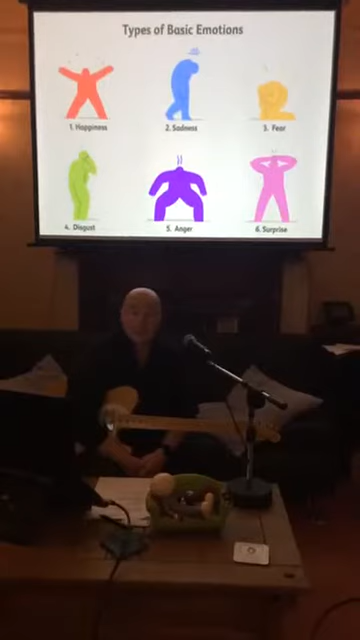 Types of Basic Emotions
1. Happiness
2. Sadness
3. Fear
4. Disgust
5. Anger
6. Surprise